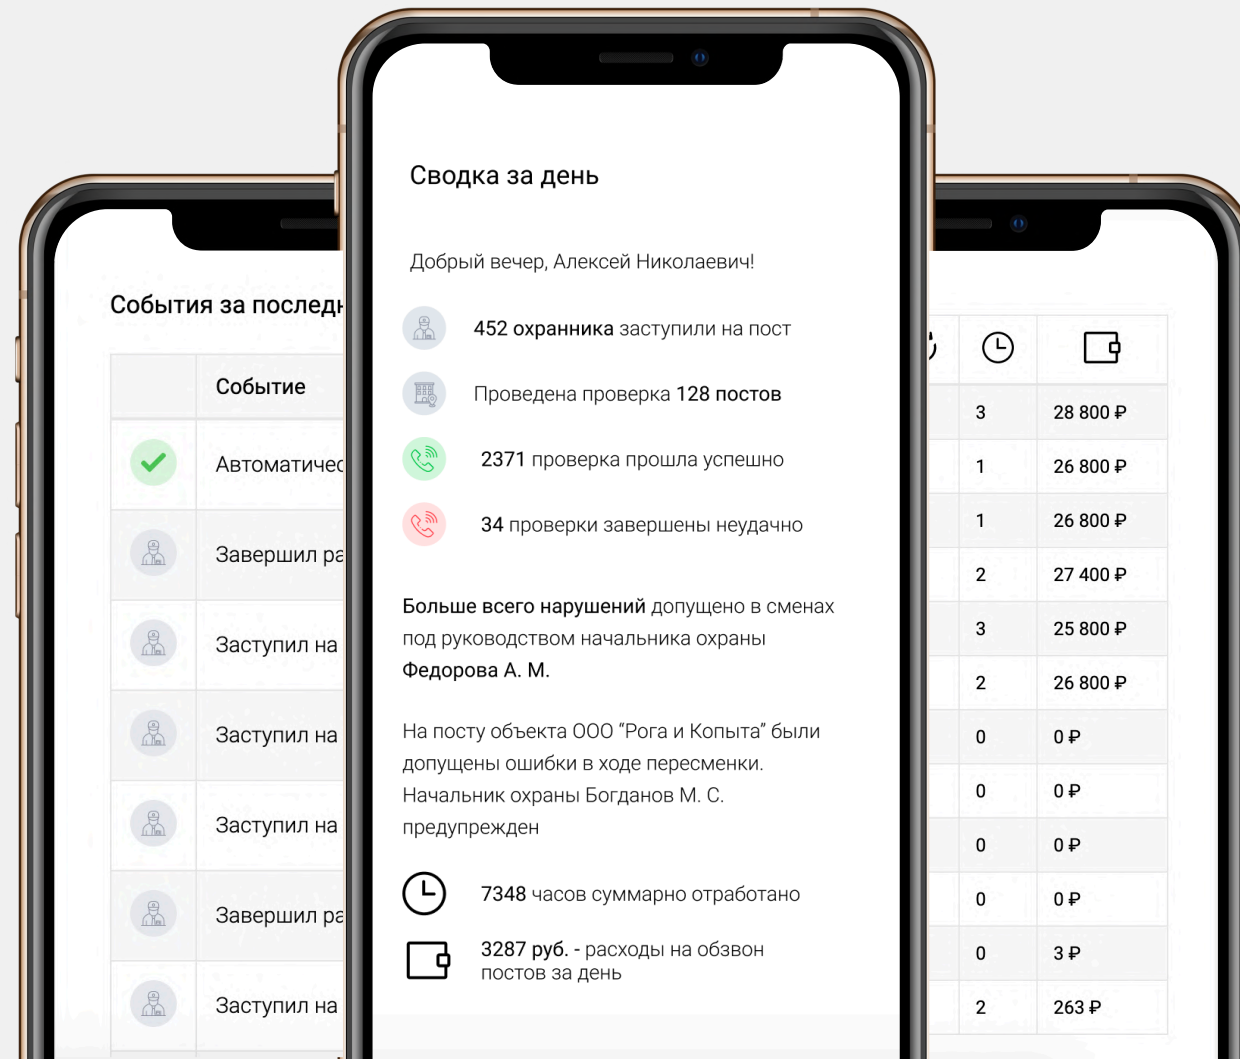 Сводка за день
Добрый вечер, Алексей Николаевич!
452 охранника заступили на пост
Проведена проверка 128 постов
2371 проверка прошла успешно
34 проверки завершены неудачно
Больше всего нарушений допущено в сменах
под руководством начальника охраны
Федорова А. М.
На посту объекта ООО “Рога и Копыта” были
допущены ошибки в ходе пересменки.
Начальник охраны Богданов М. С.
предупрежден
7348 часов суммарно отработано
3287 руб. - расходы на обзвон
постов за день
События за последн
Событие
Автоматичес
Завершил ра
Заступил на
Заступил на
Заступил на
Завершил ра
Заступил на
3 28 800 ₽
1 26 800 ₽
1 26 800 ₽
2 27 400 ₽
3 25 800 ₽
2 26 800 ₽
0 0 ₽
0 0 ₽
0 0 ₽
0 0 ₽
0 3 ₽
2 263 ₽